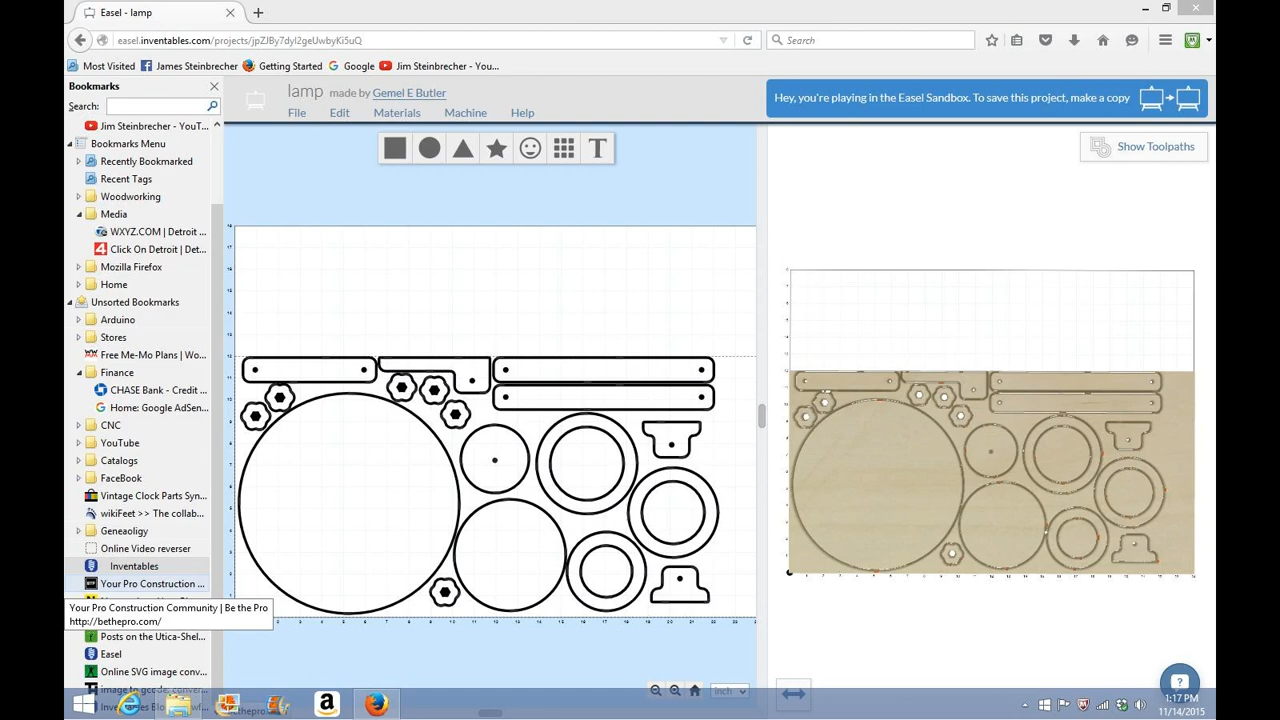 Easel - lamp
easel.inventables.com/projects/jpZJBy7dyI2geUwbyKi5uQ
Search
Most Visited
James Steinbrecher
Getting Started
Google
Jim Steinbrecher - You...
Bookmarks
Search:
Jim Steinbrecher - YouT...
Bookmarks Menu
Recently Bookmarked
Recent Tags
Woodworking
Media
WXYZ.COM | Detroit ...
Click On Detroit | Det...
Mozilla Firefox
Home
Unsorted Bookmarks
Arduino
Stores
Free Me-Mo Plans | Wo...
Finance
CHASE Bank - Credit ...
Home: Google AdSen...
CNC
YouTube
Catalogs
FaceBook
Vintage Clock Parts Syn...
wikiFeet >> The collab...
Geneaoligy
Online Video reverser
Inventables
Your Pro Construction ...
Your Pro Construction Community | Be the Pro
http://bethepro.com/
Posts on the Utica-Shel...
Easel
Online SVG image conv...
image to gcode, conver...
lamp made by Gemel E Butler
File Edit Materials Machine Help
Hey, you're playing in the Easel Sandbox. To save this project, make a copy
T
Show Toolpaths
inch
?
1:17 PM
11/14/2015